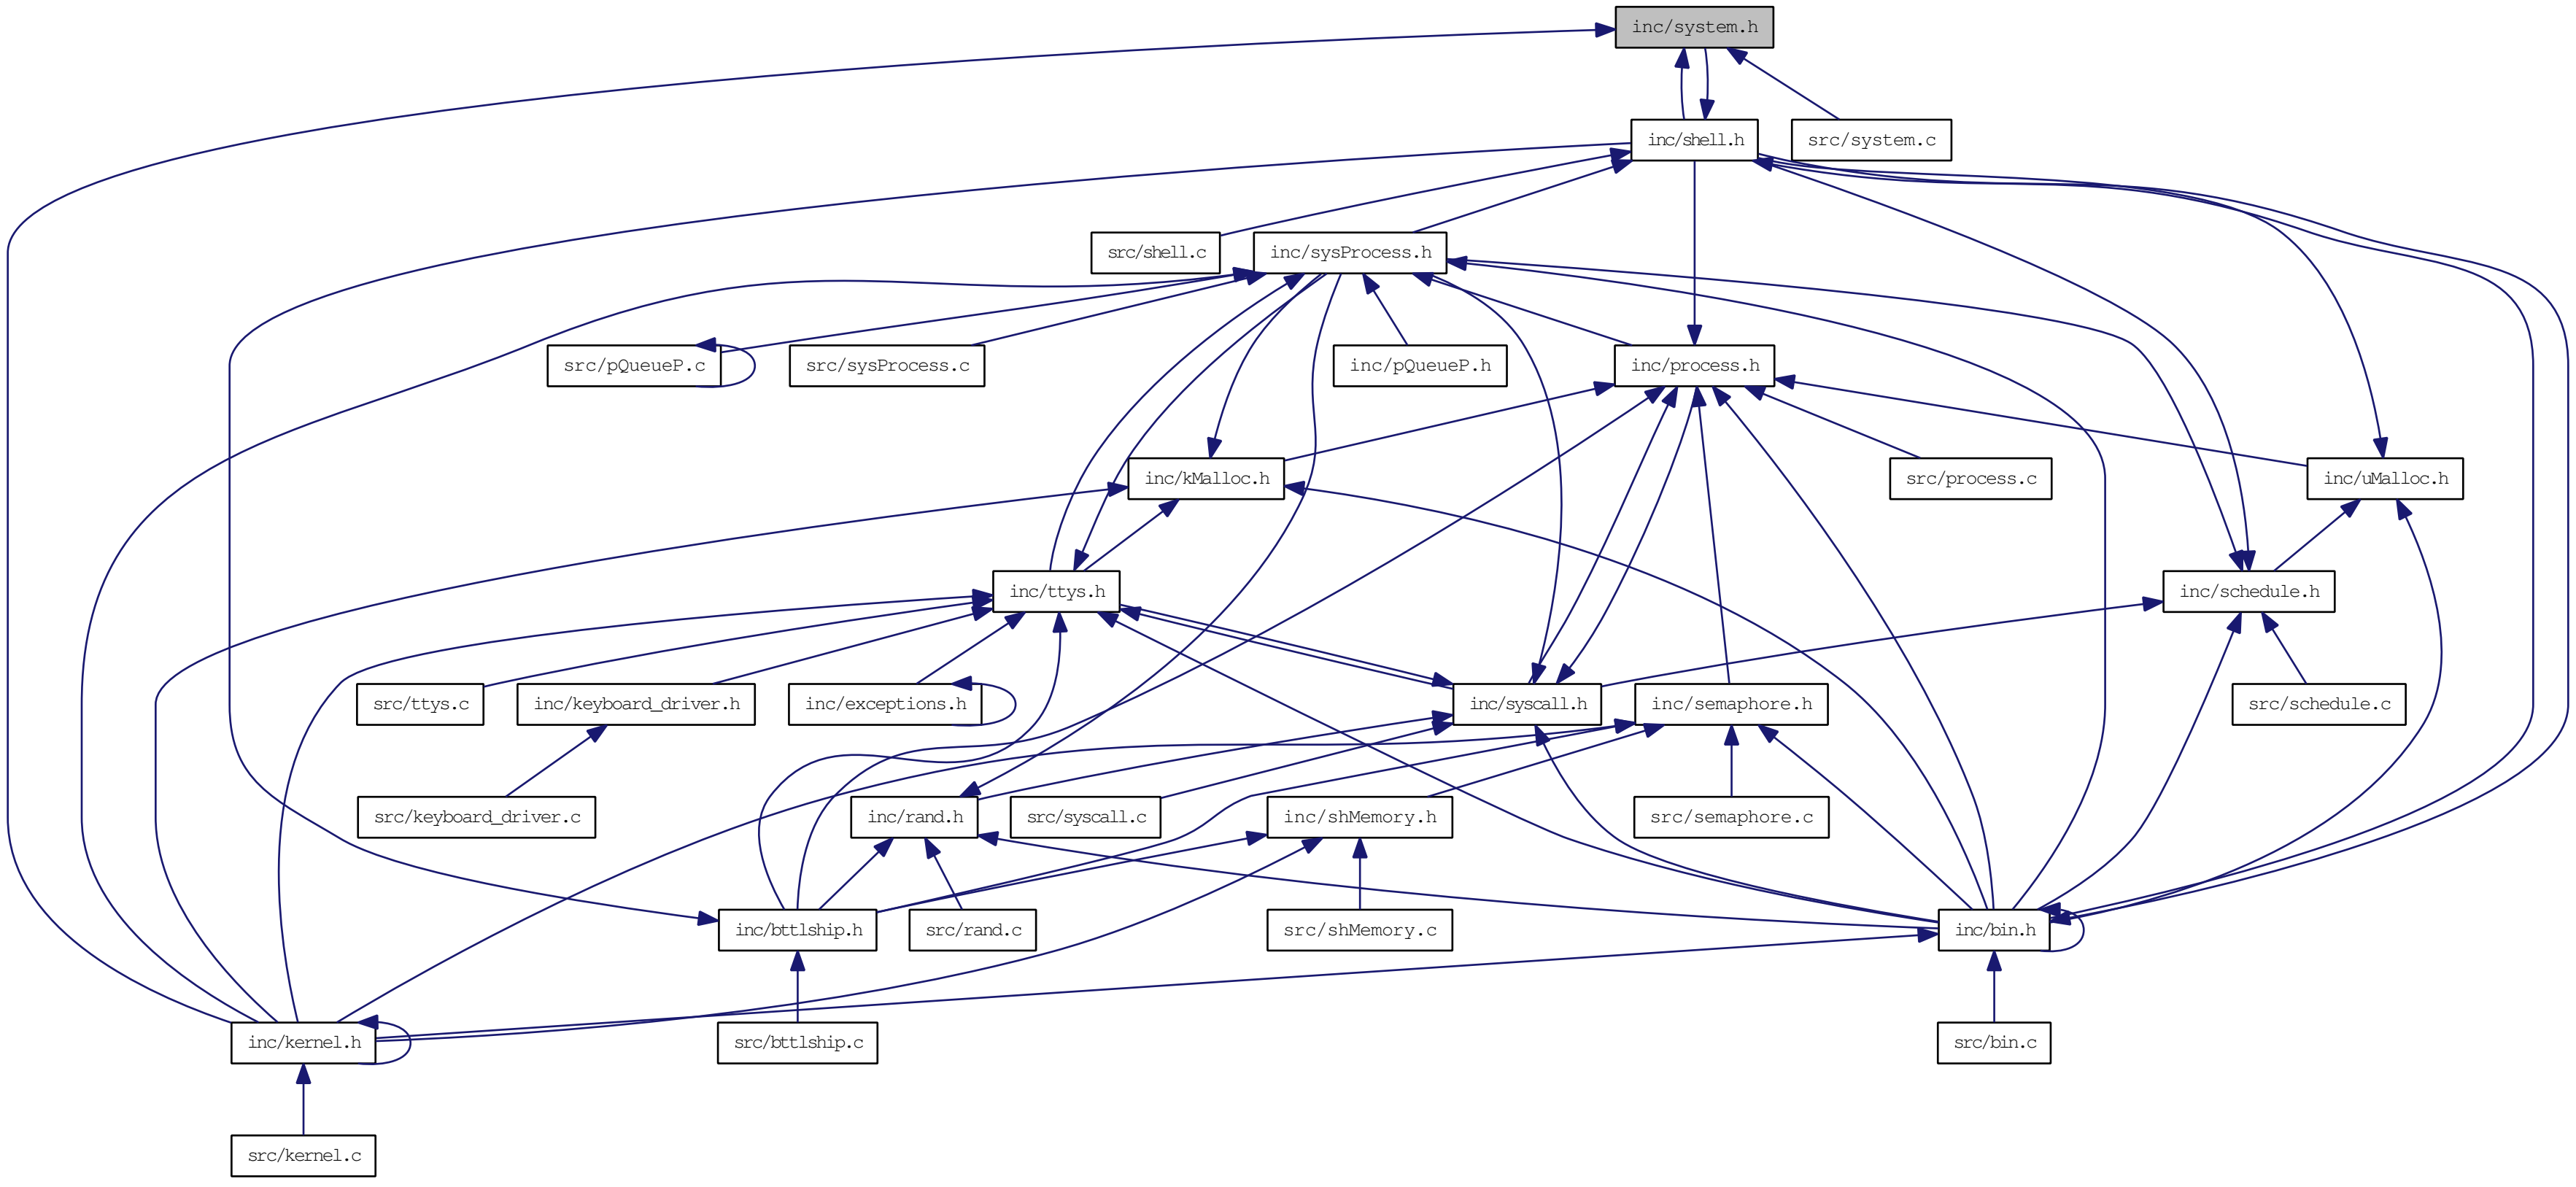 inc/system.h
inc/shell.h
src/system.c
src/shell.c
inc/sysProcess.h
src/pQueueP.c
src/sysProcess.c
inc/pQueueP.h
inc/process.h
inc/kMalloc.h
src/process.c
inc/uMalloc.h
inc/ttys.h
inc/schedule.h
src/ttys.c
inc/keyboard_driver.h
inc/exceptions.h
inc/syscall.h
inc/semaphore.h
src/schedule.c
src/keyboard_driver.c
inc/rand.h
src/syscall.c
inc/shMemory.h
src/semaphore.c
inc/bttlship.h
src/rand.c
src/shMemory.c
inc/bin.h
inc/kernel.h
src/bttlship.c
src/bin.c
src/kernel.c